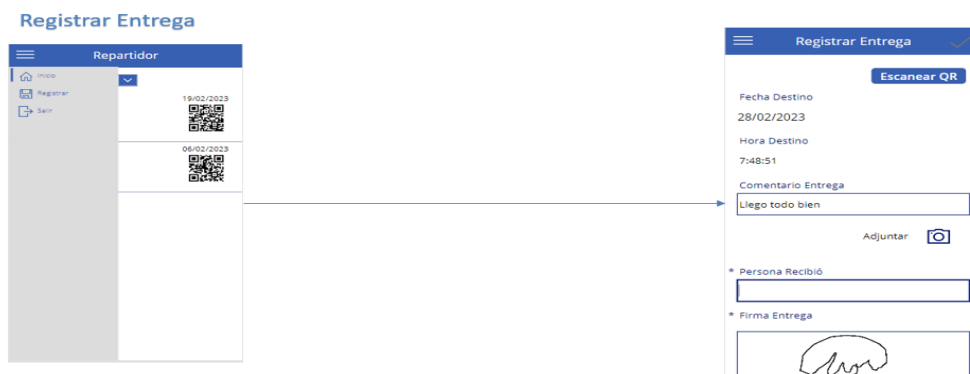 Registrar Entrega
Repartidor
Inicio
Registrar
Salir
19/02/2023
06/02/2023
Registrar Entrega
Escanear QR
Fecha Destino
28/02/2023
Hora Destino
7:48:51
Comentario Entrega
Llego todo bien
Adjuntar
* Persona Recibió
* Firma Entrega